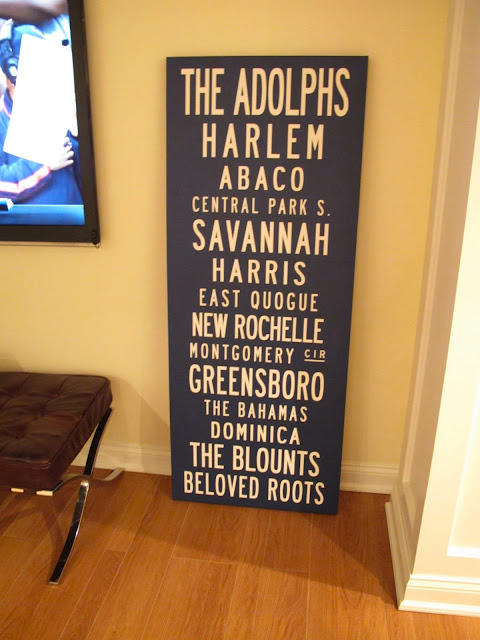 THE ADOLPHS
HARLEM
ABACO
CENTRAL PARK S.
SAVANNAH
HARRIS
EAST QUOGUE
NEW ROCHELLE
MONTGOMERY CIR
GREENSBORO
THE BAHAMAS
DOMINICA
THE BLOUNTS
BELOVED ROOTS